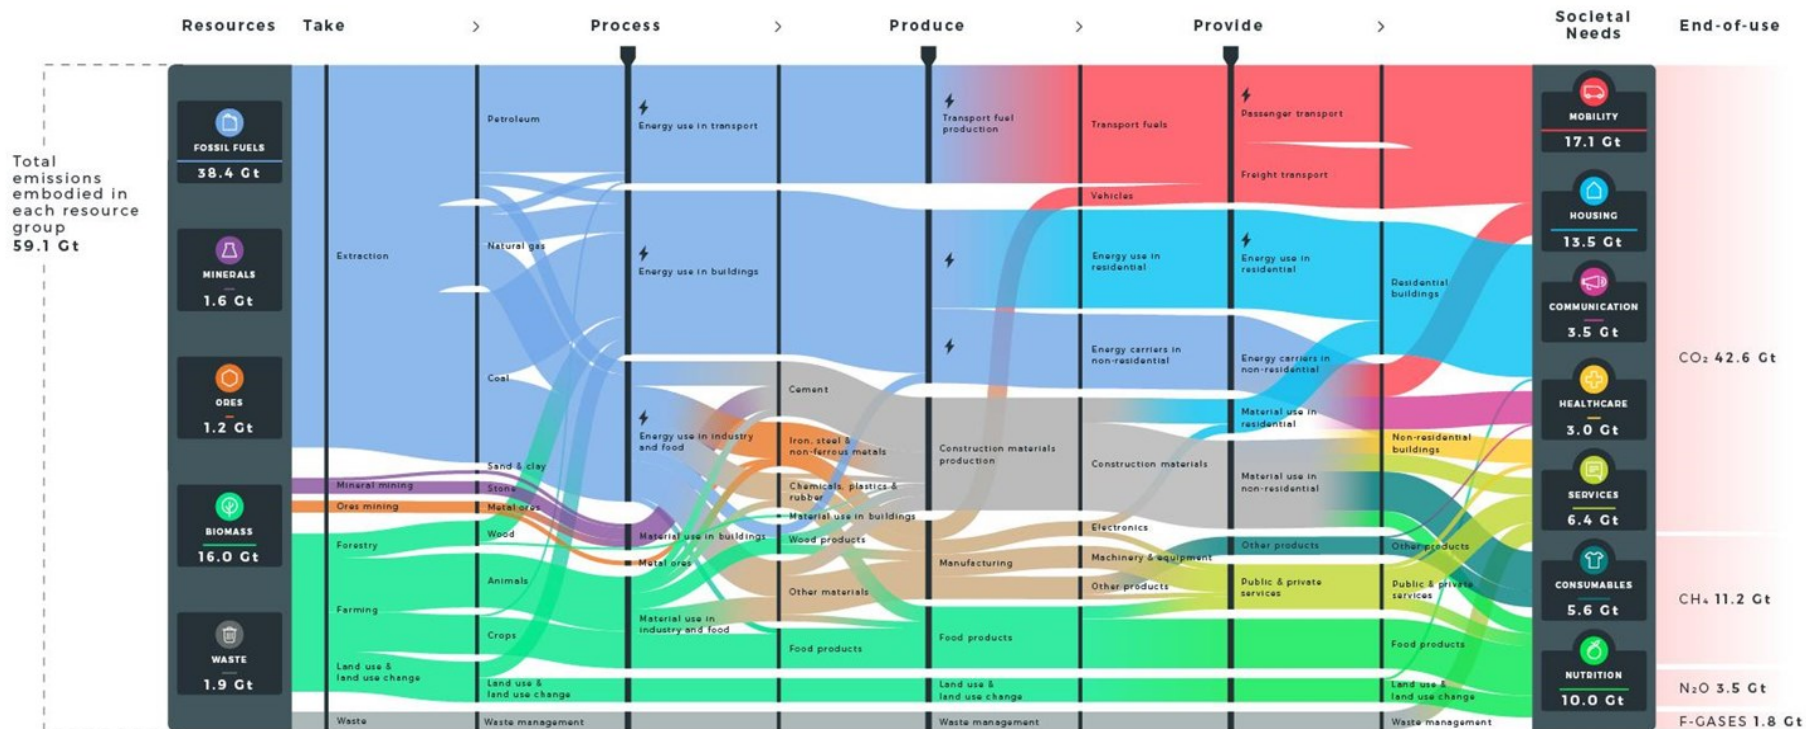 Resources
Take
>
Process
>
Produce
>
Provide
>
Societal
Needs
End-of-use
Total
emissions
embodied in
each resource
group
59.1 Gt
FOSSIL FUELS
38.4 Gt
MINERALS
1.6 Gt
ORES
1.2 Gt
BIOMASS
16.0 Gt
WASTE
1.9 Gt
Extraction
Mineral mining
Ores mining
Forestry
Farming
Land use &
land use change
Waste
Petroleum
Natural gas
Coal
Sand & clay
Stone
Metal ores
Wood
Animals
Crops
Land use &
land use change
Waste management
Energy use in transport
Energy use in buildings
Energy use in industry
and food
Material use in buildings
Metal ores
Material use in
industry and food
Cement
Iron, steel &
non-ferrous metals
Chemicals, plastics &
rubber
Material use in buildings
Wood products
Other materials
Food products
Transport fuel
production
Construction materials
production
Manufacturing
Food products
Land use &
land use change
Waste management
Transport fuels
Vehicles
Energy use in
residential
Energy carriers in
non-residential
Construction materials
Electronics
Machinery & equipment
Other products
Passenger transport
Freight transport
Energy use in
residential
Energy carriers in
non-residential
Material use in
residential
Material use in
non-residential
Other products
Public & private
services
Residential
buildings
Non-residential
buildings
Other products
Public & private
services
Food products
Land use &
land use change
Waste management
MOBILITY
17.1 Gt
HOUSING
13.5 Gt
COMMUNICATION
3.5 Gt
HEALTHCARE
3.0 Gt
SERVICES
6.4 Gt
CONSUMABLES
5.6 Gt
NUTRITION
10.0 Gt
CO₂ 42.6 Gt
CH₄ 11.2 Gt
N₂O 3.5 Gt
F-GASES 1.8 Gt